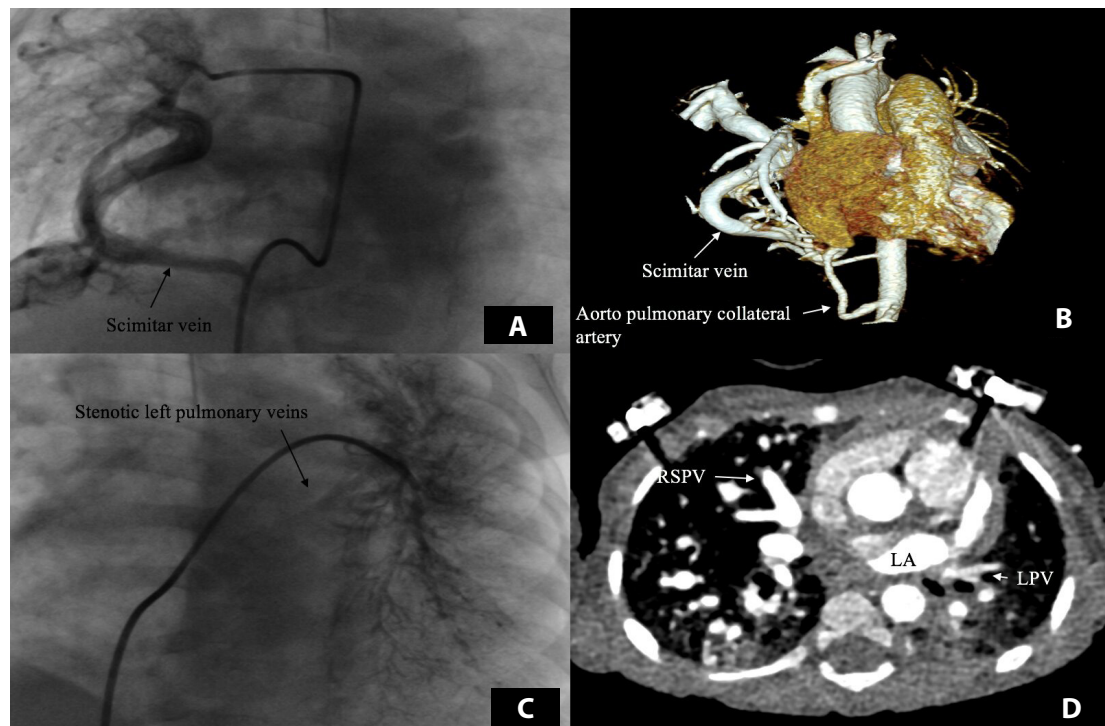 Scimitar vein
A
Scimitar vein
Aorto pulmonary collateral
artery
B
Stenotic left pulmonary veins
C
RSPV
LA
LPV
D